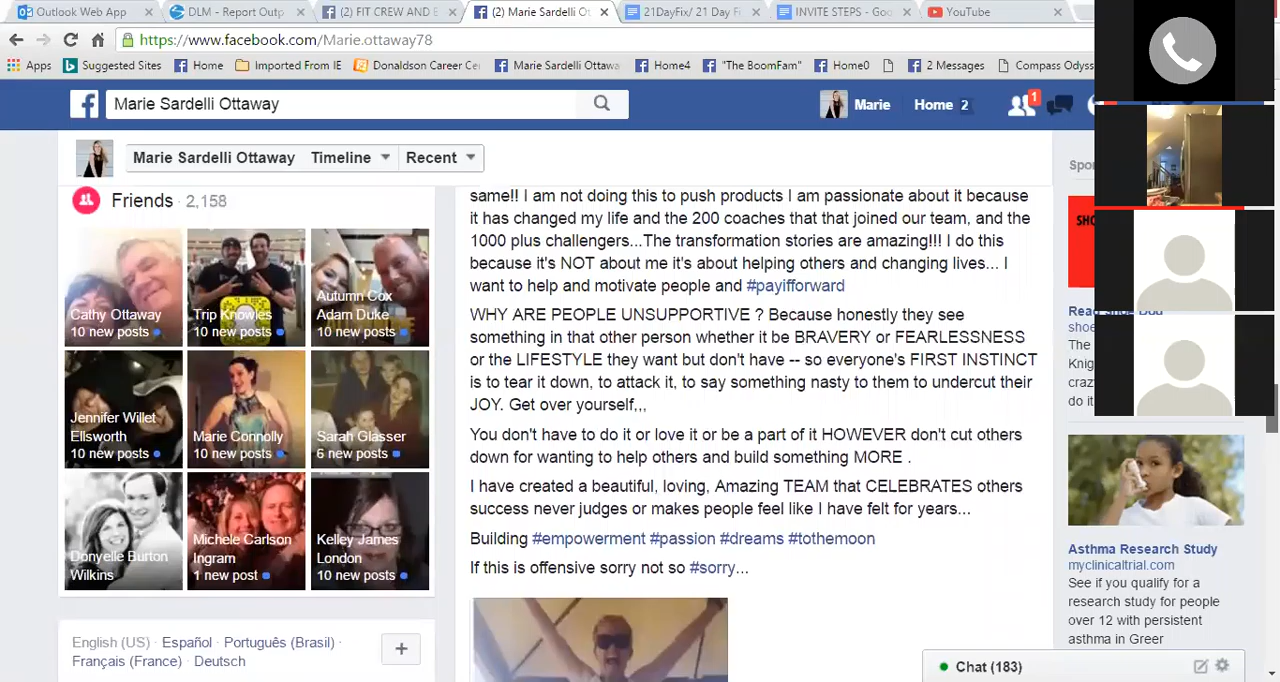 Outlook Web App
DLM - Report Outp
(2) FIT CREW AND E
(2) Marie Sardelli Ot
21DayFix/ 21 Day F
INVITE STEPS - Goo
YouTube
https://www.facebook.com/Marie.ottaway78
Apps
Suggested Sites
Home
Imported From IE
Donaldson Career Ce
Marie Sardelli Ottawa
Home4
"The BoomFam"
Home0
2 Messages
Compass Odys
Marie Sardelli Ottaway
Marie
Home 2
1
Marie Sardelli Ottaway
Timeline
Recent
Friends · 2,158
Cathy Ottaway
10 new posts
Trip Knowles
10 new posts
Autumn Cox
Adam Duke
10 new posts
Jennifer Willet
Ellsworth
10 new posts
Marie Connolly
10 new posts
Sarah Glasser
6 new posts
Donyelle Burton
Wilkins
Michele Carlson
Ingram
1 new post
Kelley James
London
10 new posts
English (US) · Español · Português (Brasil) ·
Français (France) · Deutsch
+
same!! I am not doing this to push products I am passionate about it because
it has changed my life and the 200 coaches that that joined our team, and the
1000 plus challengers...The transformation stories are amazing!!! I do this
because it's NOT about me it's about helping others and changing lives... I
want to help and motivate people and #payifforward
WHY ARE PEOPLE UNSUPPORTIVE ? Because honestly they see
something in that other person whether it be BRAVERY or FEARLESSNESS
or the LIFESTYLE they want but don't have -- so everyone's FIRST INSTINCT
is to tear it down, to attack it, to say something nasty to them to undercut their
JOY. Get over yourself,,,
You don't have to do it or love it or be a part of it HOWEVER don't cut others
down for wanting to help others and build something MORE .
I have created a beautiful, loving, Amazing TEAM that CELEBRATES others
success never judges or makes people feel like I have felt for years...
Building #empowerment #passion #dreams #tothemoon
If this is offensive sorry not so #sorry...
Spo
SHO
Read Shoe Dog
shoe
The
Knig
crazy
do it
Asthma Research Study
myclinicaltrial.com
See if you qualify for a
research study for people
over 12 with persistent
asthma in Greer
Chat (183)